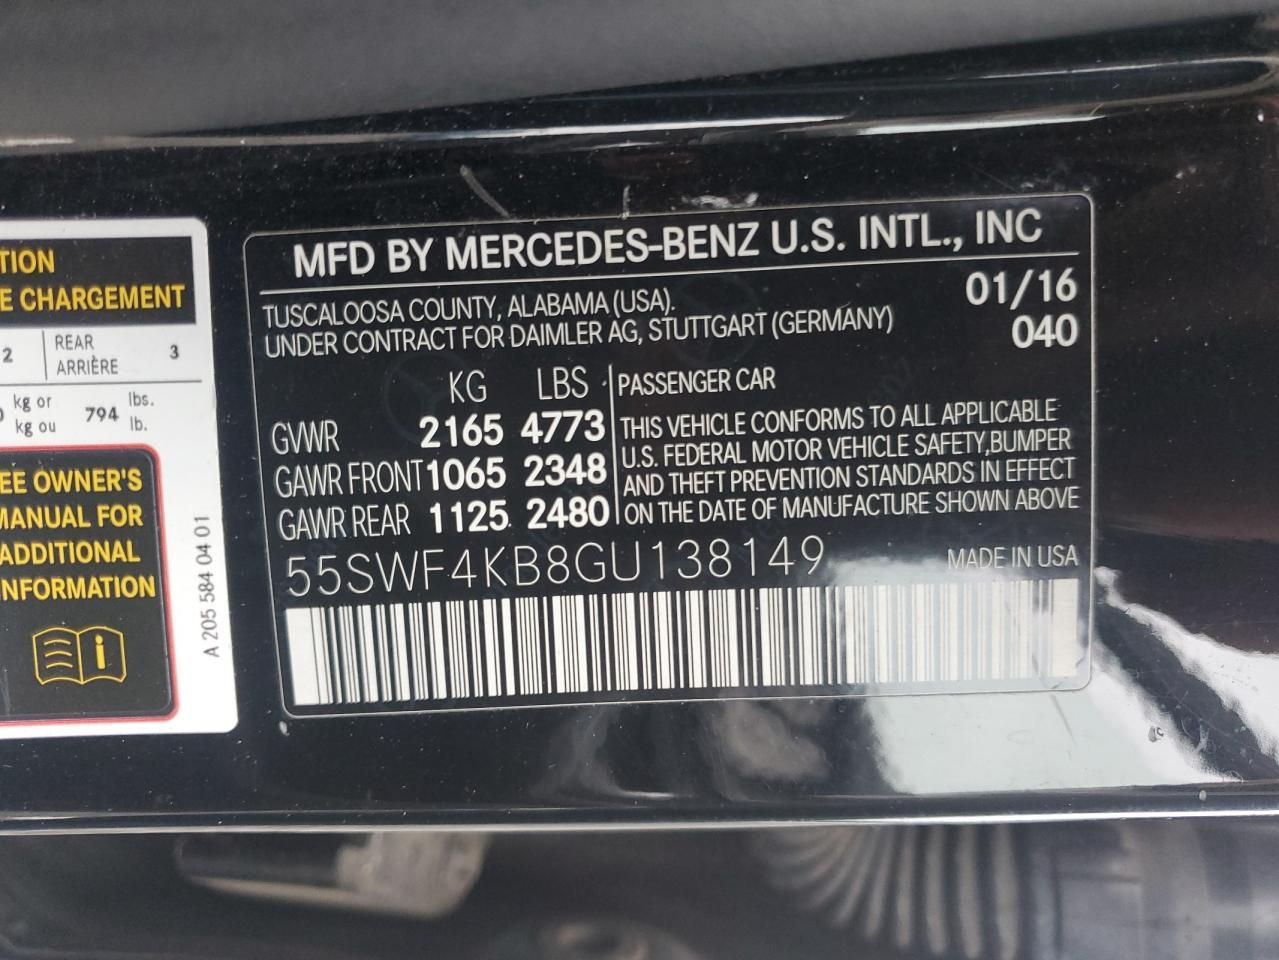 TION
E CHARGEMENT
2 REAR ARRIÈRE 3
kg or 794 lbs.
kg ou lb.
EE OWNER'S
MANUAL FOR
ADDITIONAL
NFORMATION
i
A 205 584 04 01
MFD BY MERCEDES-BENZ U.S. INTL., INC
TUSCALOOSA COUNTY, ALABAMA (USA). 01/16
UNDER CONTRACT FOR DAIMLER AG, STUTTGART (GERMANY) 040
KG LBS PASSENGER CAR
GVWR 2165 4773
GAWR FRONT 1065 2348
GAWR REAR 1125 2480
THIS VEHICLE CONFORMS TO ALL APPLICABLE
U.S. FEDERAL MOTOR VEHICLE SAFETY,BUMPER
AND THEFT PREVENTION STANDARDS IN EFFECT
ON THE DATE OF MANUFACTURE SHOWN ABOVE
55SWF4KB8GU138149 MADE IN USA